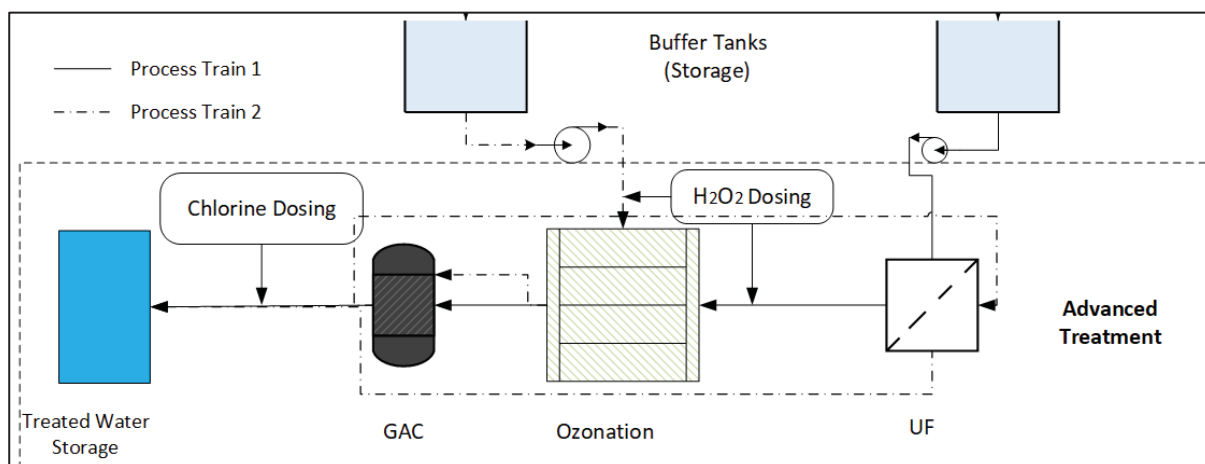 Process Train 1
Process Train 2
Buffer Tanks
(Storage)
Chlorine Dosing
H2O2 Dosing
Advanced
Treatment
Treated Water
Storage
GAC
Ozonation
UF